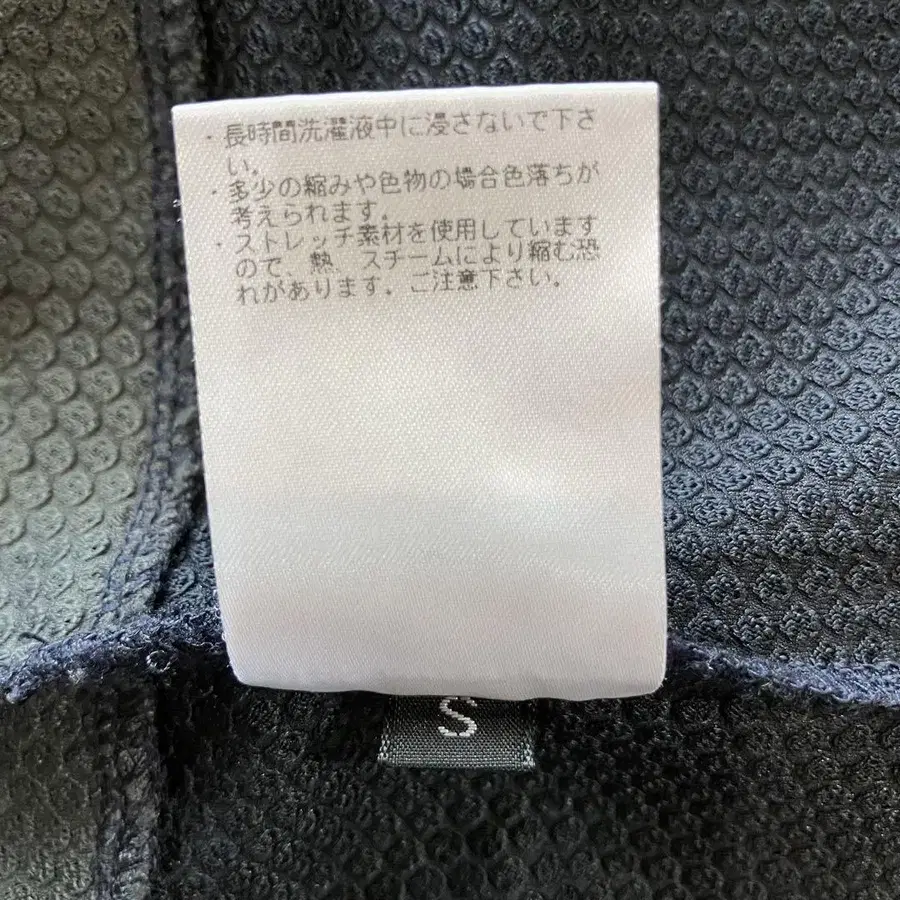 ・長時間洗濯液中に浸さないで下さ
い。
・多少の縮みや色物の場合色落ちが
考えられます。
・ストレッチ素材を使用しています
ので、熱、スチームにより縮む恐
れがあります。ご注意下さい。
S